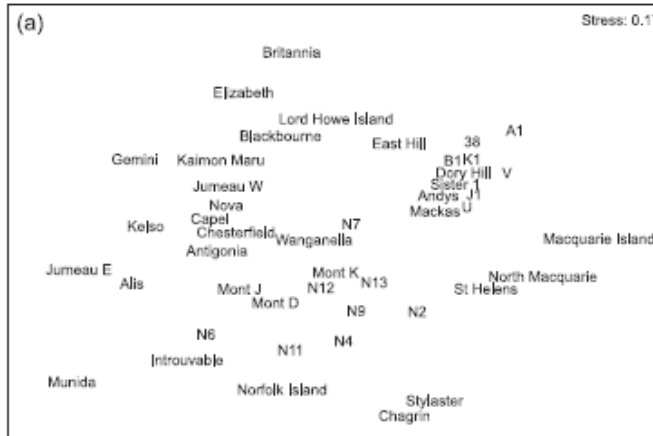 (a)
Stress: 0.17
Britannia
Elizabeth
Lord Howe Island
A1
Blackbourne
East Hill
38
Gemini
Kaimon Maru
B1
K1
Dory Hill
V
Jumeau W
Sister 1
Andys
J1
Nova
Mackas
U
Capel
N7
Kelso
Chesterfield
Wanganella
Macquarie Island
Antigonia
Jumeau E
Mont K
North Macquarie
Alis
N13
Mont J
N12
St Helens
Mont D
N9
N2
N6
N4
N11
Introuvable
Munida
Norfolk Island
Stylaster
Chagrin